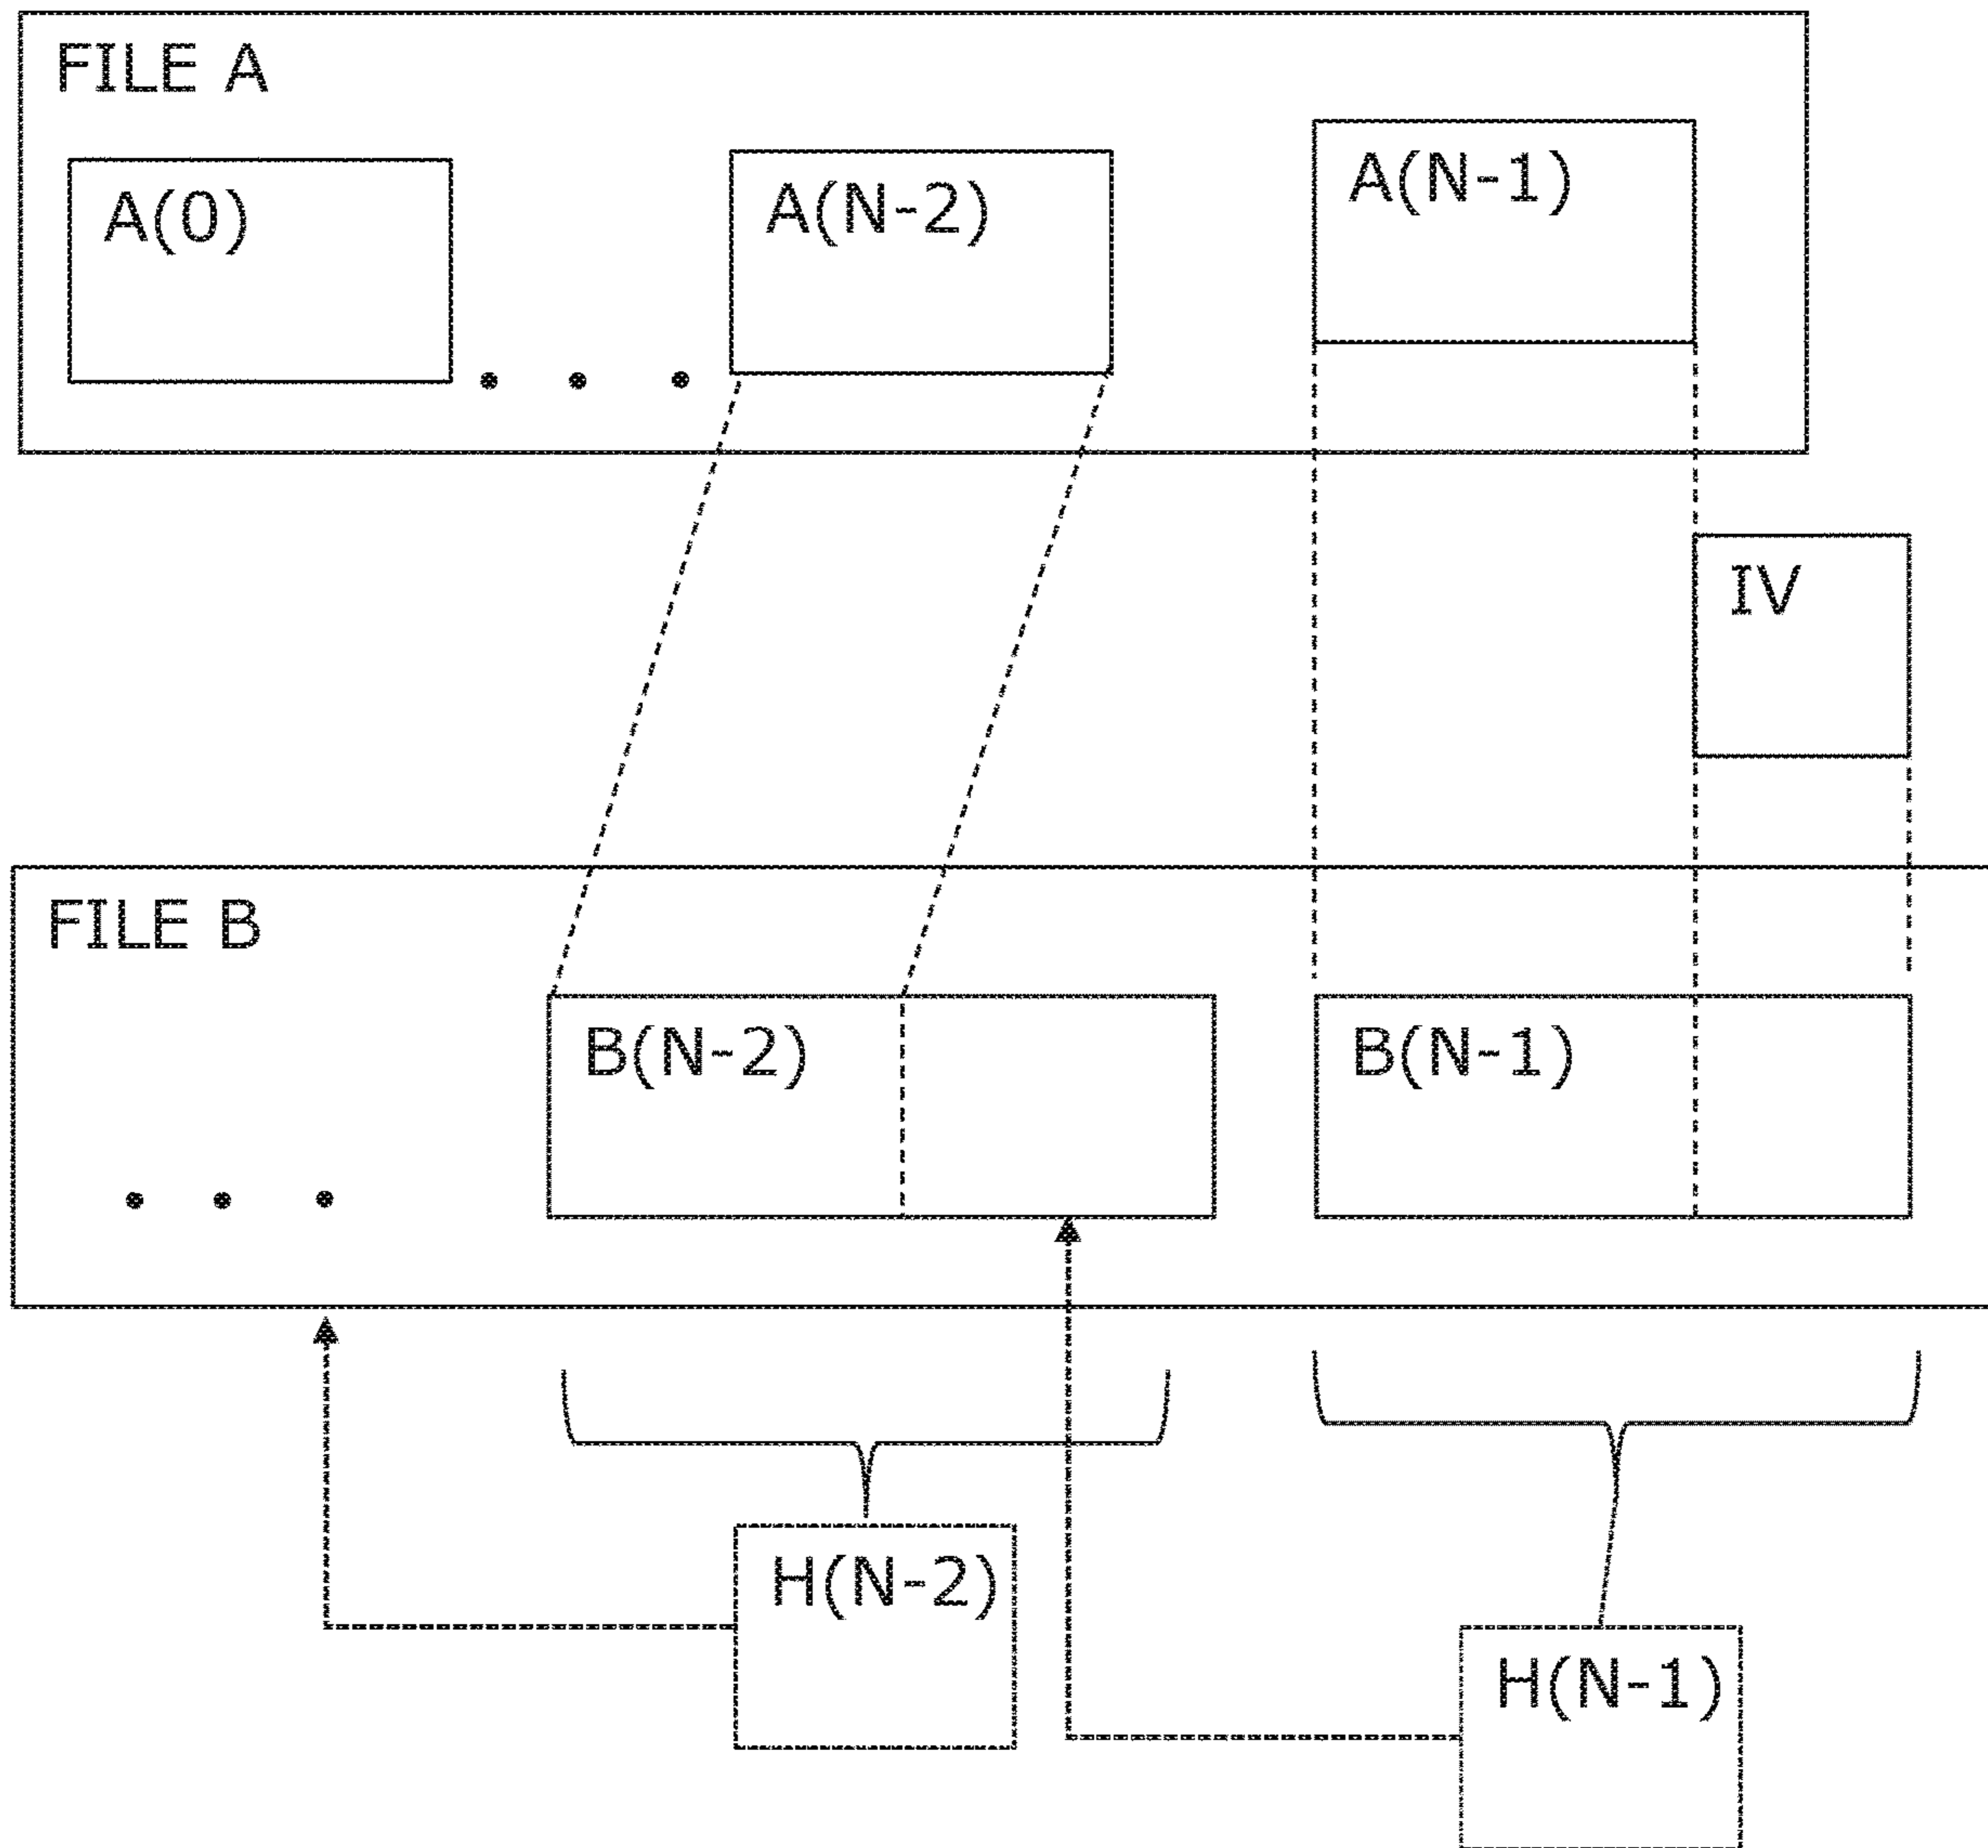 FILE A
A(0)
A(N-2)
A(N-1)
IV
FILE B
B(N-2)
B(N-1)
H(N-2)
H(N-1)